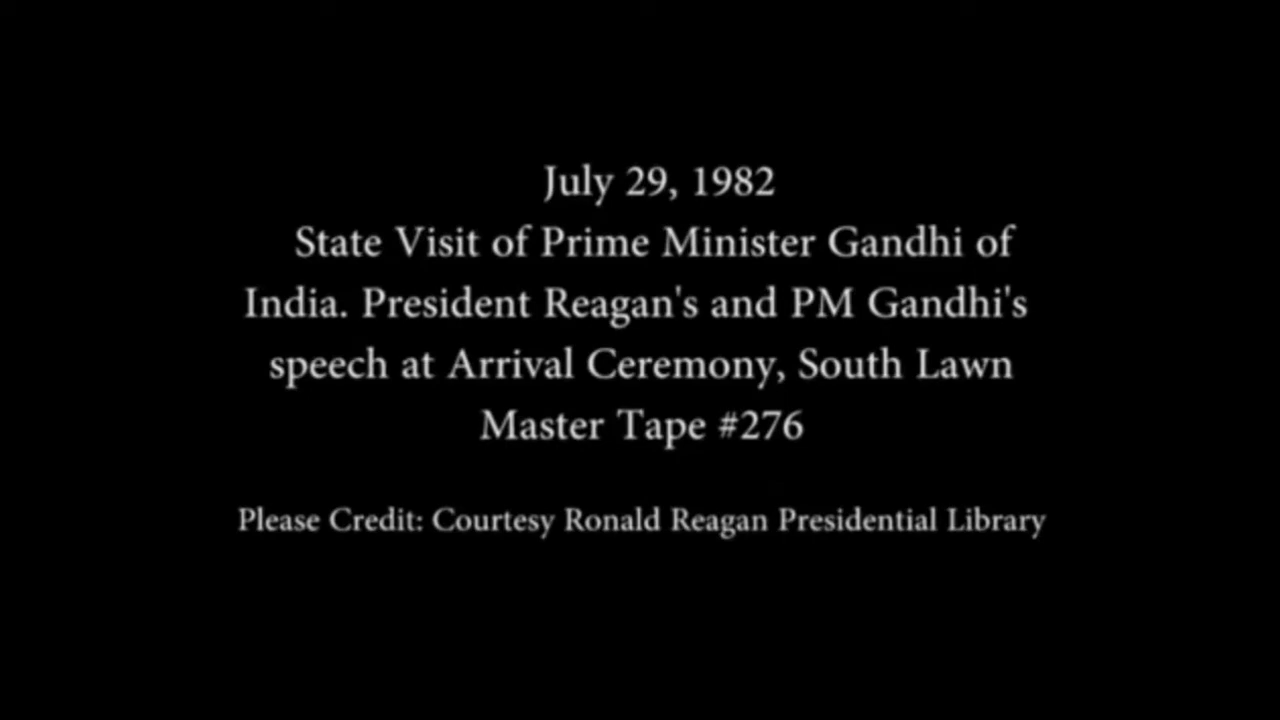 July 29, 1982
State Visit of Prime Minister Gandhi of
India. President Reagan's and PM Gandhi's
speech at Arrival Ceremony, South Lawn
Master Tape #276
Please Credit: Courtesy Ronald Reagan Presidential Library